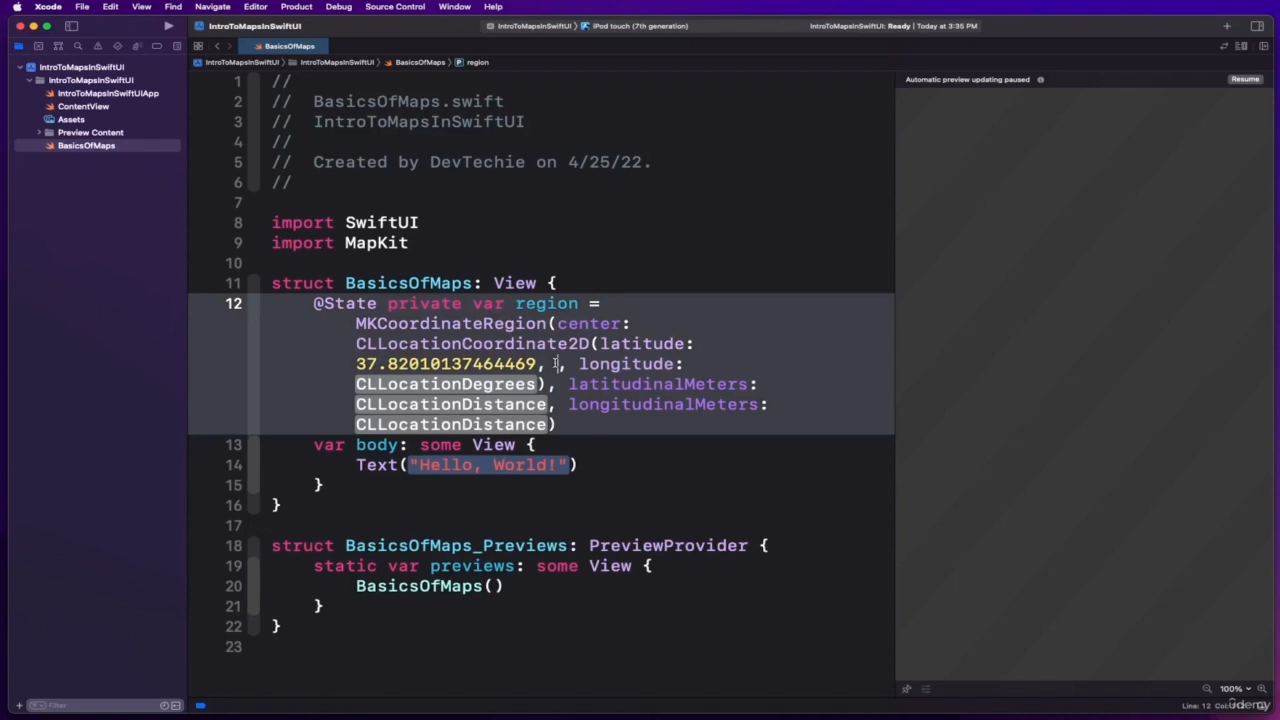 Xcode File Edit View Find Navigate Editor Product Debug Source Control Window Help
IntroToMapsInSwiftUI
IntroToMapsInSwiftUI › iPod touch (7th generation)
IntroToMapsInSwiftUI: Ready | Today at 3:35 PM
BasicsOfMaps
IntroToMapsInSwiftUI › IntroToMapsInSwiftUI › BasicsOfMaps › P region
IntroToMapsInSwiftUI
IntroToMapsInSwiftUI
IntroToMapsInSwiftUIApp
ContentView
Assets
Preview Content
BasicsOfMaps
Filter
1 //
2 // BasicsOfMaps.swift
3 // IntroToMapsInSwiftUI
4 //
5 // Created by DevTechie on 4/25/22.
6 //
7
8 import SwiftUI
9 import MapKit
10
11 struct BasicsOfMaps: View {
12 @State private var region =
MKCoordinateRegion(center:
CLLocationCoordinate2D(latitude:
37.82010137464469, , longitude:
CLLocationDegrees), latitudinalMeters:
CLLocationDistance, longitudinalMeters:
CLLocationDistance)
13 var body: some View {
14 Text("Hello, World!")
15 }
16 }
17
18 struct BasicsOfMaps_Previews: PreviewProvider {
19 static var previews: some View {
20 BasicsOfMaps()
21 }
22 }
23
Automatic preview updating paused
Resume
100%
Line: 12
Udemy